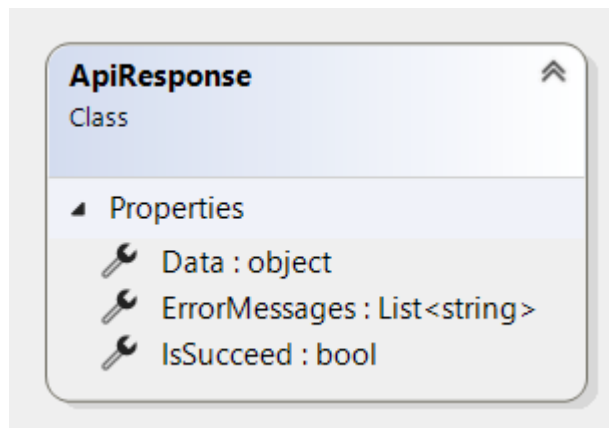 ApiResponse
Class
Properties
Data : object
ErrorMessages : List<string>
IsSucceed : bool